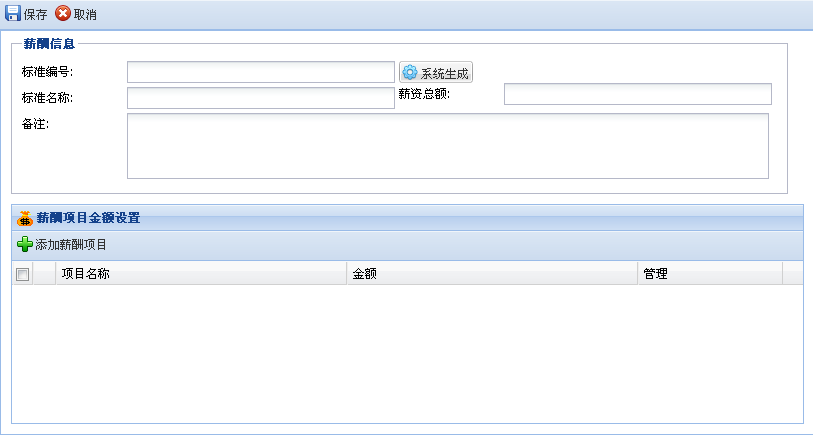 保存 取消
薪酬信息
标准编号: 系统生成
标准名称: 薪资总额:
备注:
薪酬项目金额设置
添加薪酬项目
项目名称 金额 管理